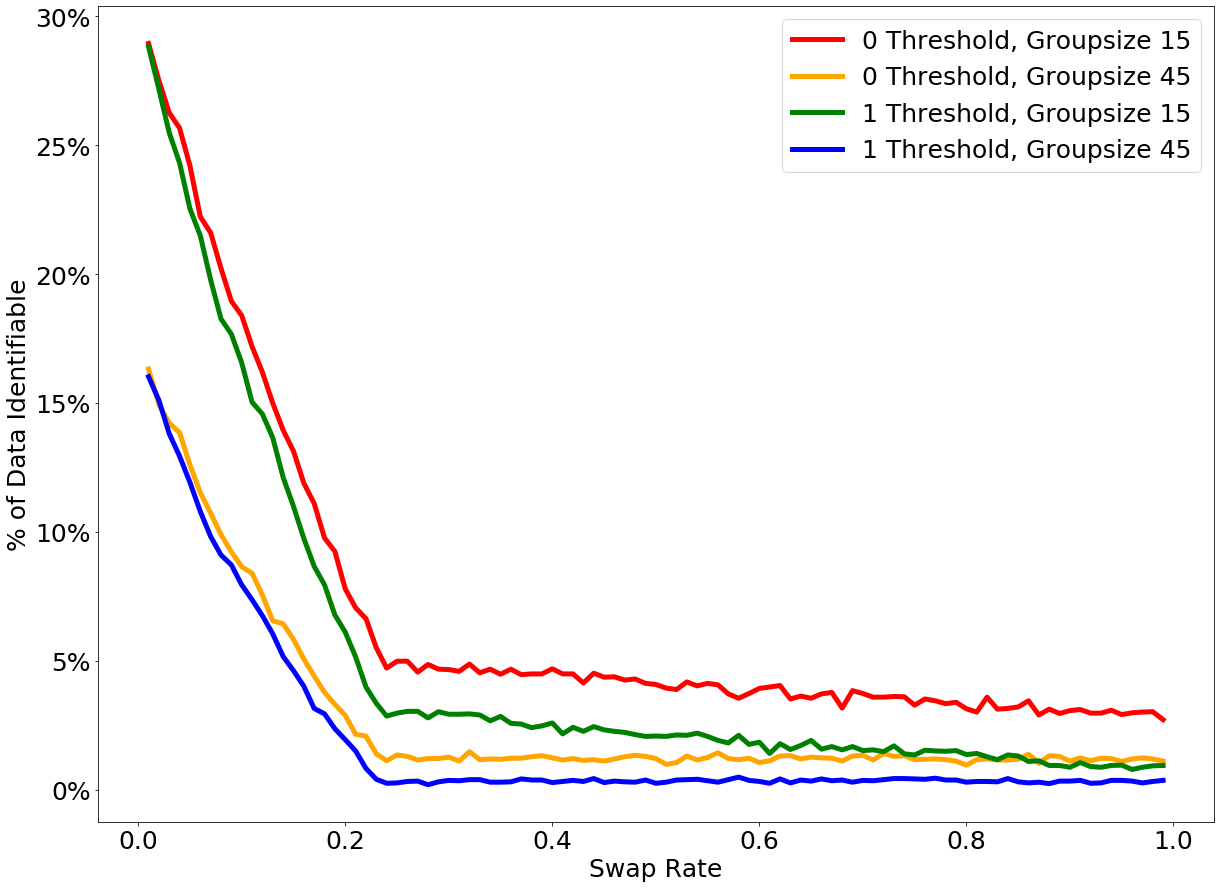 % of Data Identifiable
30%
25%
20%
15%
10%
5%
0%
0 Threshold, Groupsize 15
0 Threshold, Groupsize 45
1 Threshold, Groupsize 15
1 Threshold, Groupsize 45
0.0 0.2 0.4 0.6 0.8 1.0
Swap Rate